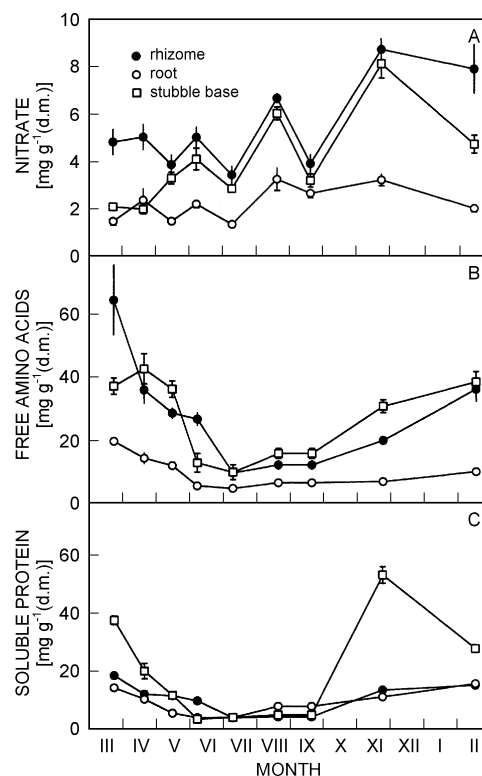 A
10
8
6
4
2
0
NITRATE
[mg g-1(d.m.)]
rhizome
root
stubble base
B
60
40
20
0
FREE AMINO ACIDS
[mg g-1(d.m.)]
C
60
40
20
0
SOLUBLE PROTEIN
[mg g-1(d.m.)]
III IV V VI VII VIII IX X XI XII I II
MONTH